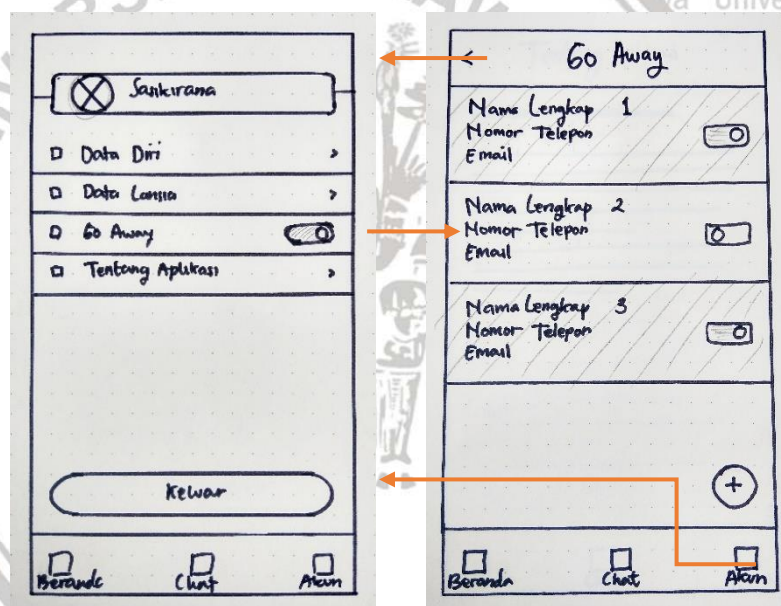 Sankirana
Data Diri
Data Lansia
Go Away
Tentang Aplikasi
Keluar
Beranda
Chat
Akun
Go Away
Nama Lengkap 1
Nomor Telepon
Email
Nama Lengkap 2
Nomor Telepon
Email
Nama Lengkap 3
Nomor Telepon
Email
Beranda
Chat
Akun